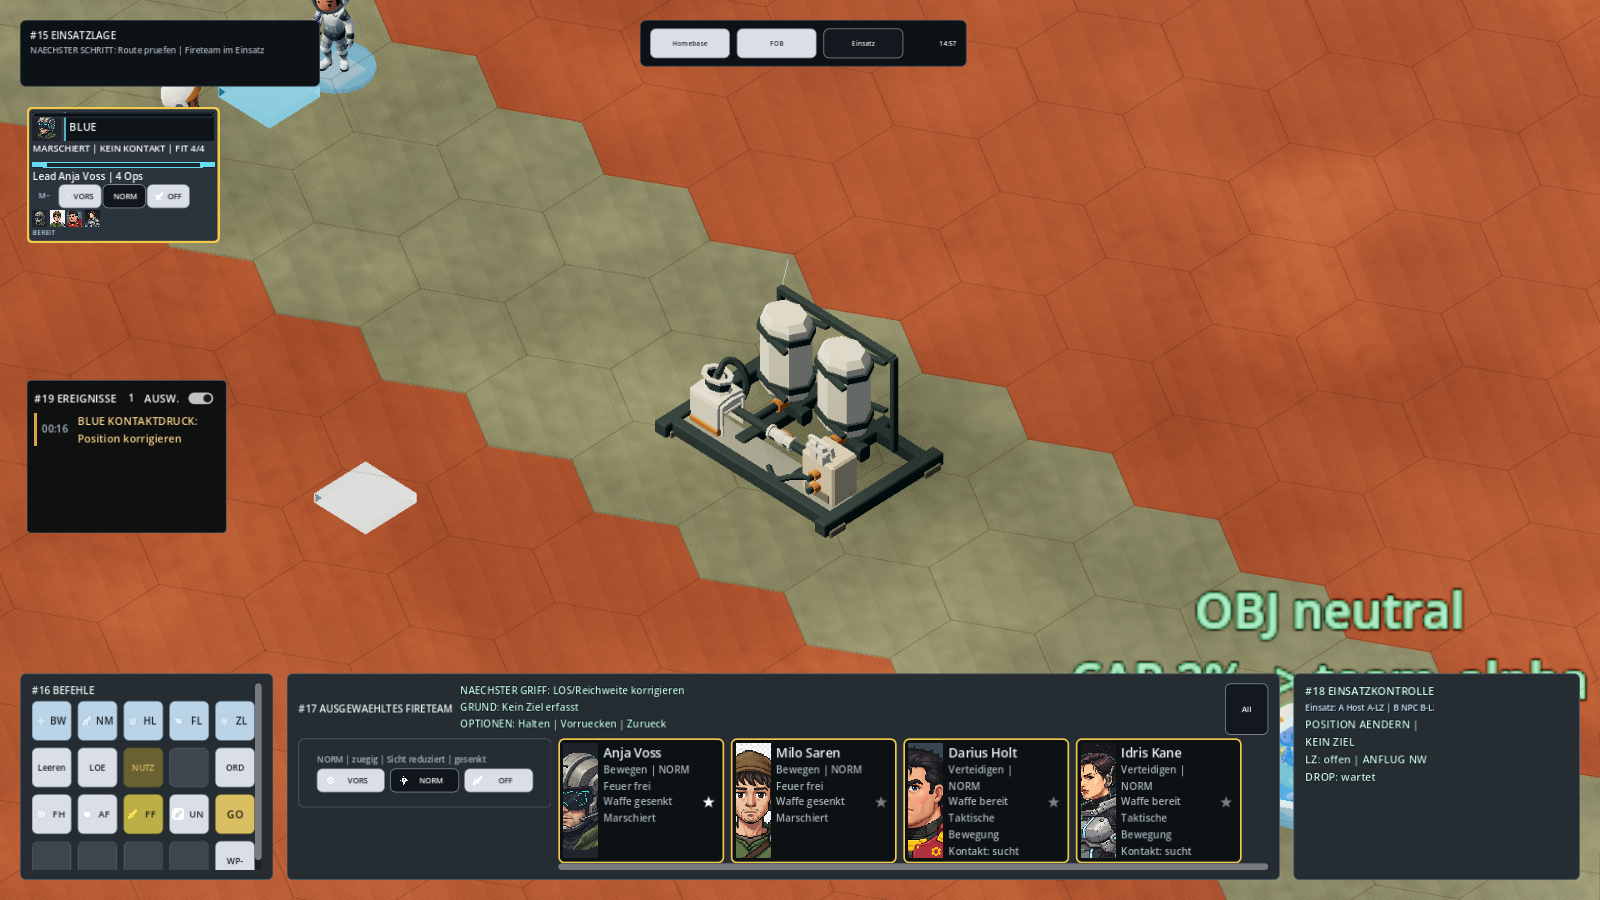 #15 EINSATZLAGE
NAECHSTER SCHRITT: Route pruefen | Fireteam im Einsatz
Homebase
FOB
Einsatz
14:57
BLUE
MARSCHIERT | KEIN KONTAKT | FIT 4/4
Lead Anja Voss | 4 Ops
M–
VORS
NORM
OFF
BEREIT
#19 EREIGNISSE 1 AUSW.
00:16
BLUE KONTAKTDRUCK:
Position korrigieren
OBJ neutral
#16 BEFEHLE
BW
NM
HL
FL
ZL
Leeren
LOE
NUTZ
ORD
FH
AF
FF
UN
GO
WP-
#17 AUSGEWAEHLTES FIRETEAM
NAECHSTER GRIFF: LOS/Reichweite korrigieren
GRUND: Kein Ziel erfasst
OPTIONEN: Halten | Vorruecken | Zurueck
All
NORM | zuegig | Sicht reduziert | gesenkt
VORS
NORM
OFF
Anja Voss
Bewegen | NORM
Feuer frei
Waffe gesenkt
Marschiert
Milo Saren
Bewegen | NORM
Feuer frei
Waffe gesenkt
Marschiert
Darius Holt
Verteidigen |
NORM
Waffe bereit
Taktische
Bewegung
Kontakt: sucht
Idris Kane
Verteidigen |
NORM
Waffe bereit
Taktische
Bewegung
Kontakt: sucht
#18 EINSATZKONTROLLE
Einsatz: A Host A-LZ | B NPC B-L
POSITION AENDERN |
KEIN ZIEL
LZ: offen | ANFLUG NW
DROP: wartet